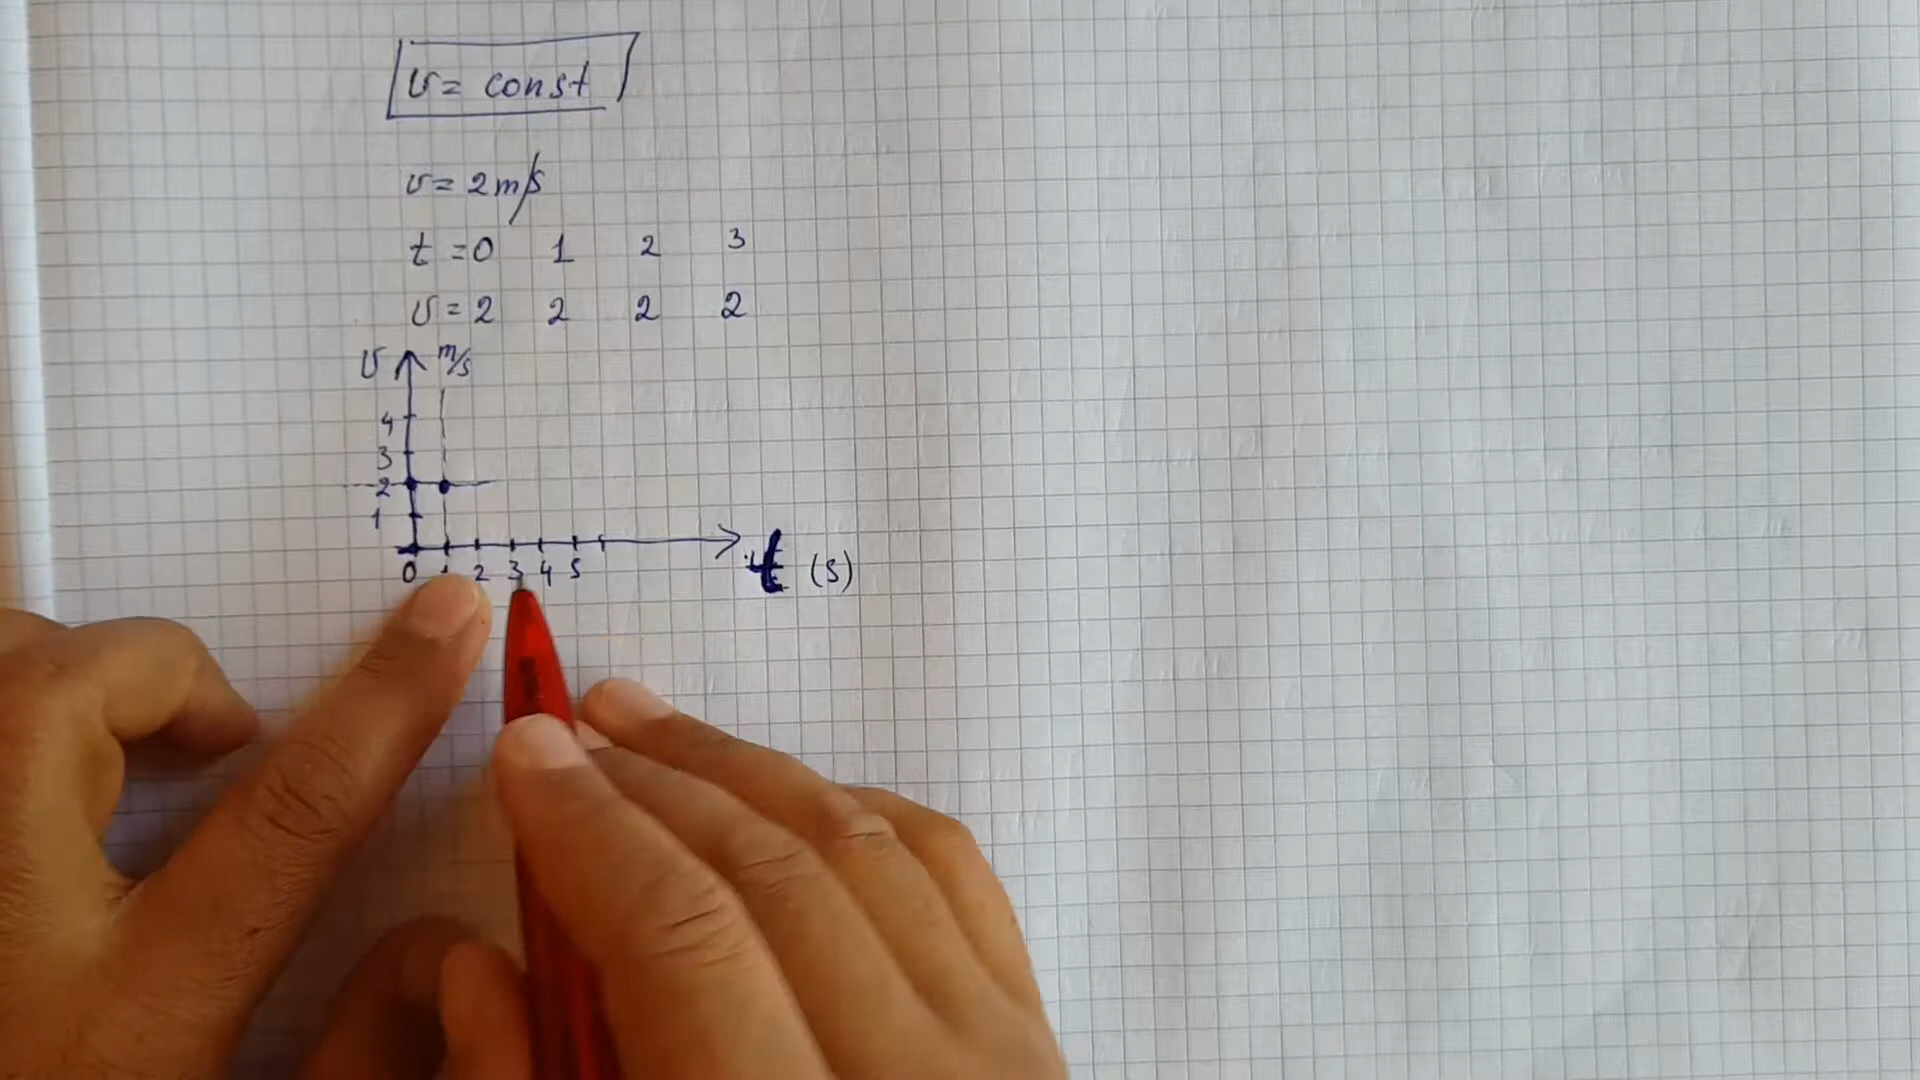 v = const
v = 2 m/s
t = 0 1 2 3
v = 2 2 2 2
v m/s
4
3
2
1
0 2 3 4 5
t (s)